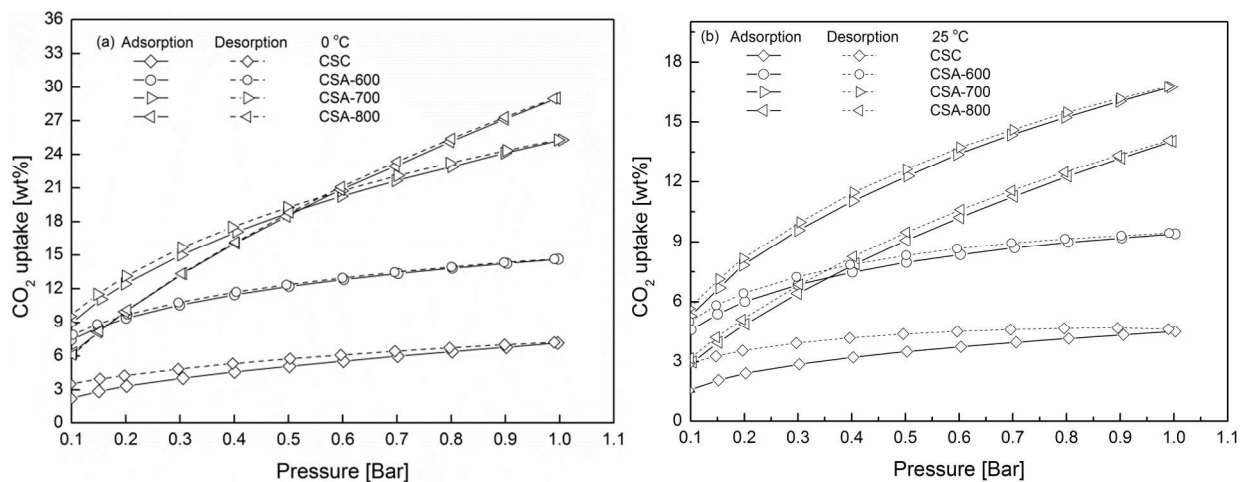 (a) Adsorption Desorption 0 °C
CSC
CSA-600
CSA-700
CSA-800
CO2 uptake [wt%]
36
33
30
27
24
21
18
15
12
9
6
3
0
0.1 0.2 0.3 0.4 0.5 0.6 0.7 0.8 0.9 1.0 1.1
Pressure [Bar]
(b) Adsorption Desorption 25 °C
CSC
CSA-600
CSA-700
CSA-800
CO2 uptake [wt%]
18
15
12
9
6
3
0
0.1 0.2 0.3 0.4 0.5 0.6 0.7 0.8 0.9 1.0 1.1
Pressure [Bar]